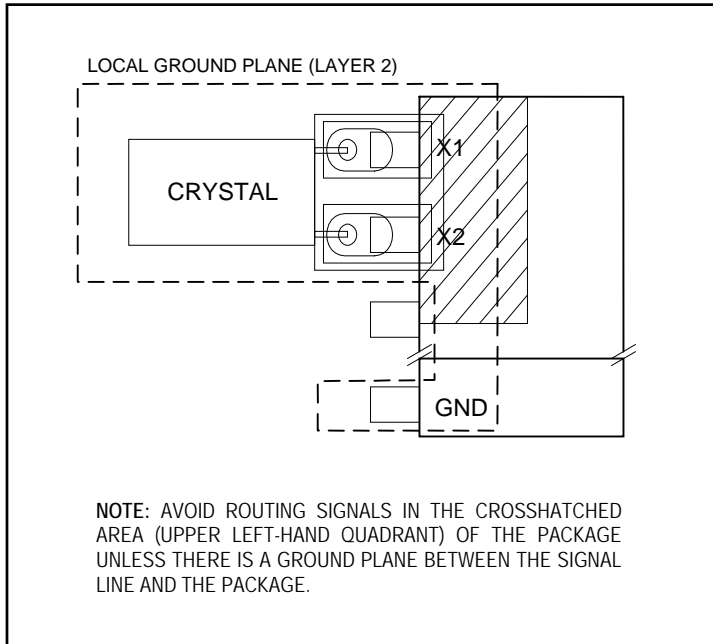 LOCAL GROUND PLANE (LAYER 2)
X1
CRYSTAL
X2
GND
NOTE: AVOID ROUTING SIGNALS IN THE CROSSHATCHED
AREA (UPPER LEFT-HAND QUADRANT) OF THE PACKAGE
UNLESS THERE IS A GROUND PLANE BETWEEN THE SIGNAL
LINE AND THE PACKAGE.